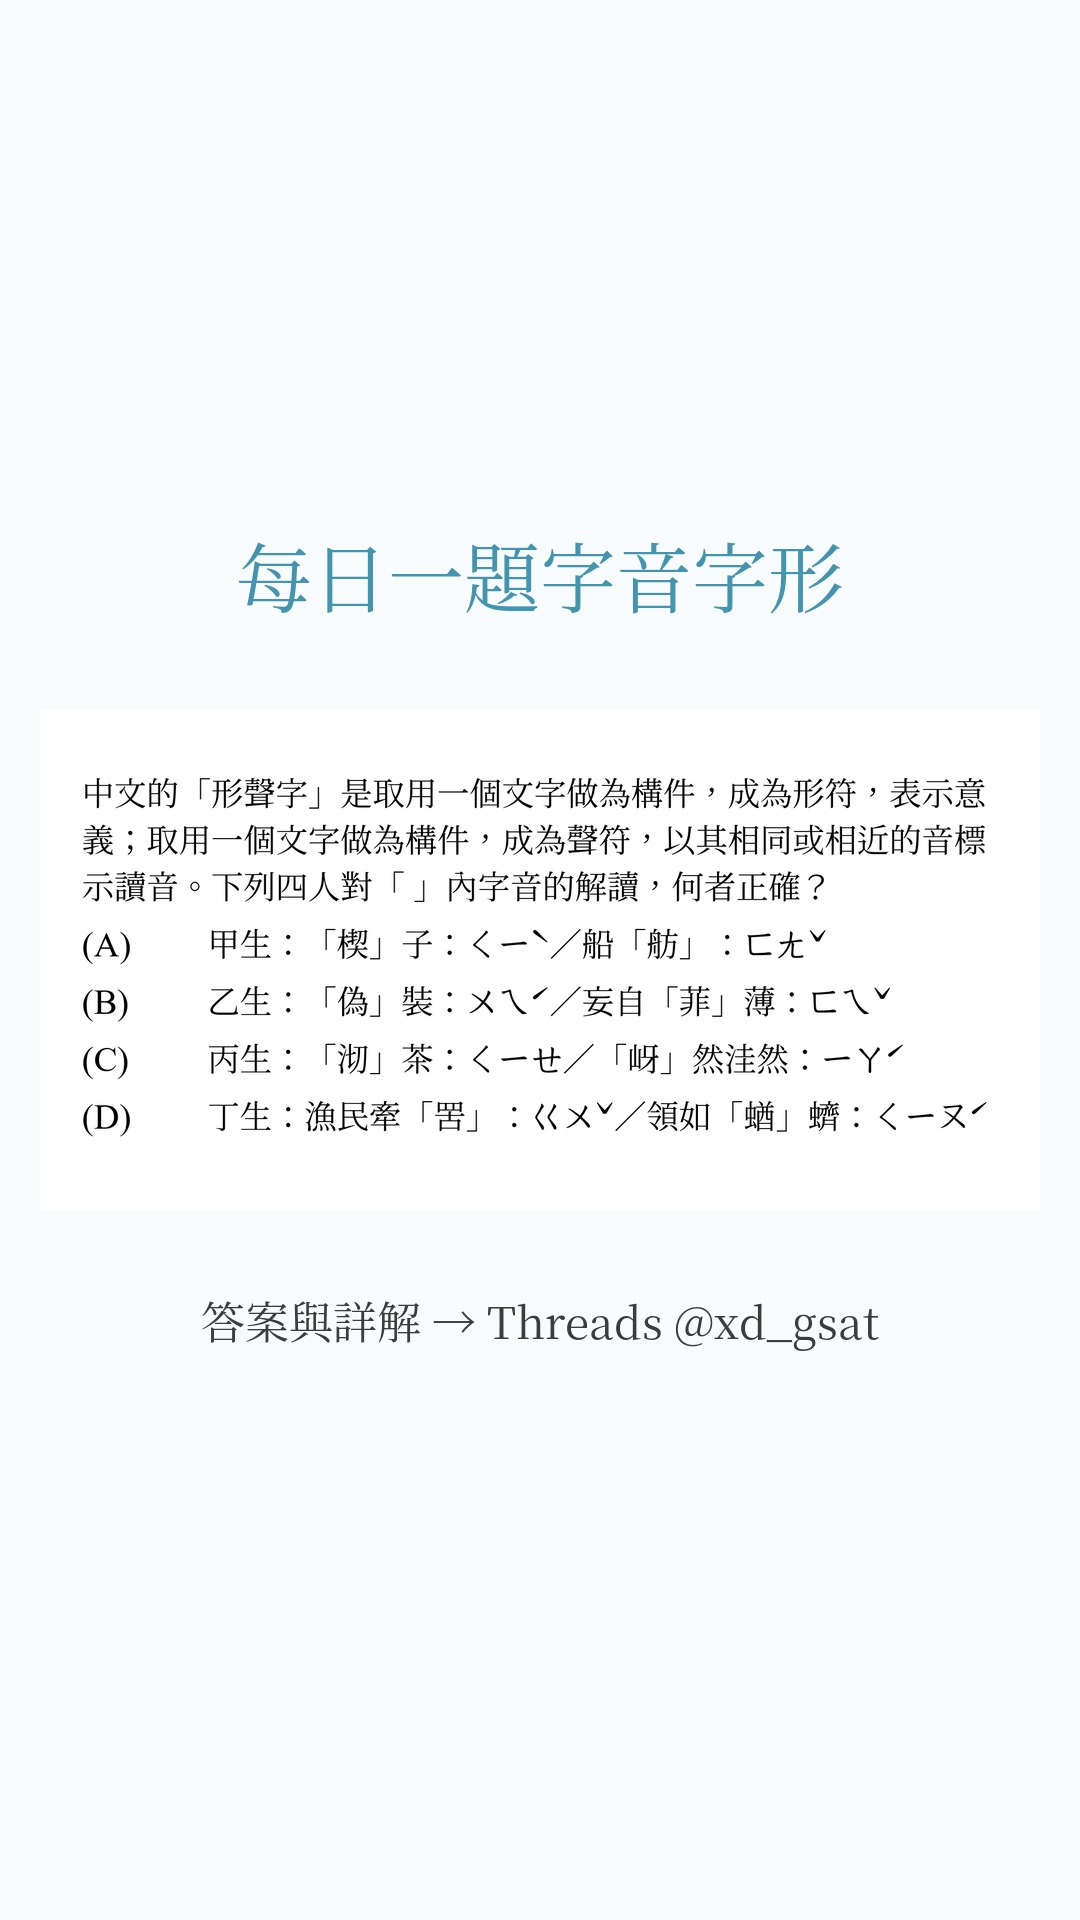 每日一題字音字形
中文的「形聲字」是取用一個文字做為構件，成為形符，表示意
義；取用一個文字做為構件，成為聲符，以其相同或相近的音標
示讀音。下列四人對「 」內字音的解讀，何者正確？
(A) 甲生：「楔」子：ㄑㄧˋ／船「舫」：ㄈㄤˇ
(B) 乙生：「偽」裝：ㄨㄟˊ／妄自「菲」薄：ㄈㄟˇ
(C) 丙生：「沏」茶：ㄑㄧㄝ／「岈」然洼然：ㄧㄚˊ
(D) 丁生：漁民牽「罟」：ㄍㄨˇ／領如「蝤」蠐：ㄑㄧㄡˊ
答案與詳解 → Threads @xd_gsat